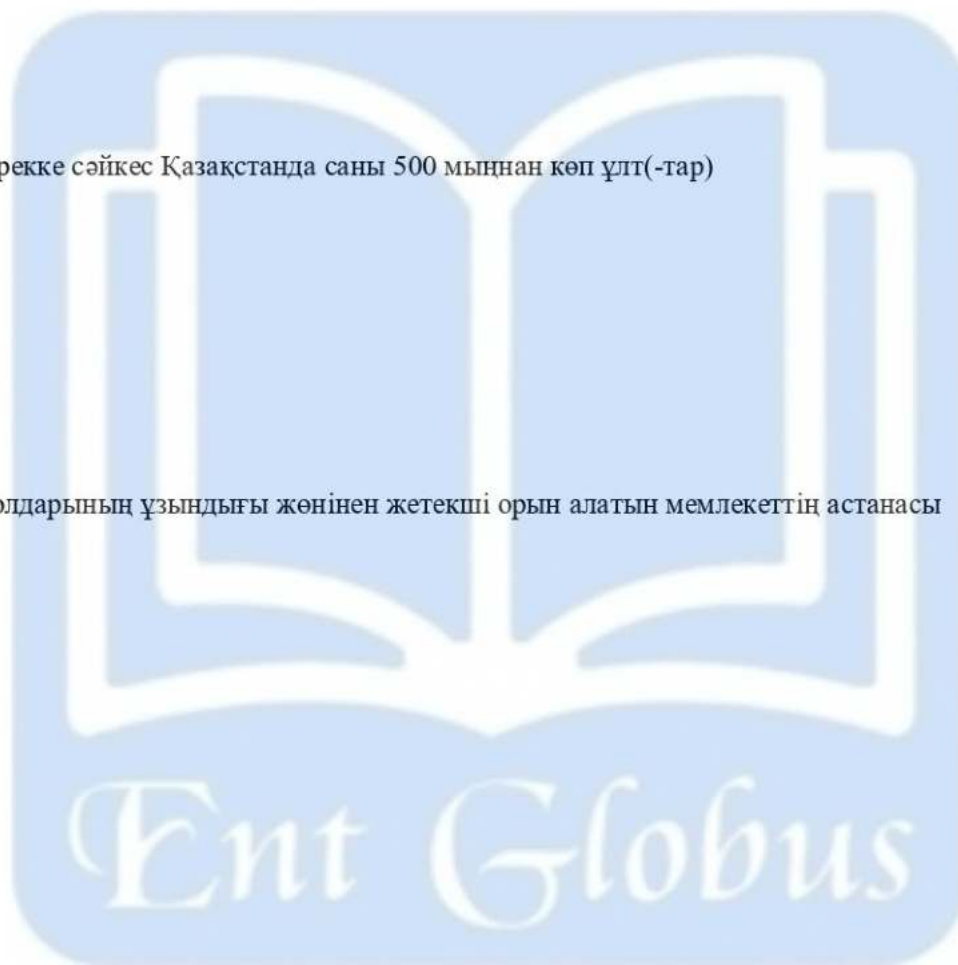 рекке сәйкес Қазақстанда саны 500 мыңнан көп ұлт(-тар)
олдарының ұзындығы жөнінен жетекші орын алатын мемлекеттің астанасы
Ent Globus